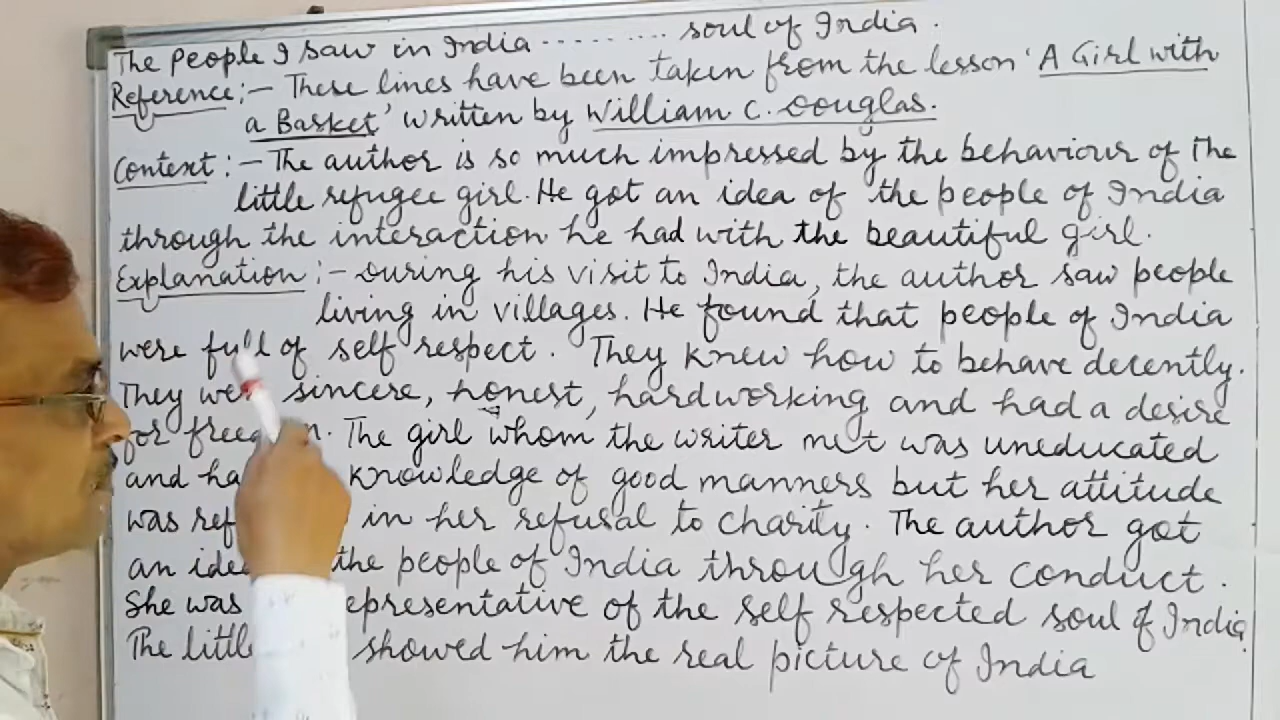 The People I saw in India .......... soul of India.
Reference:- These lines have been taken from the lesson 'A Girl with
a Basket' written by William C. Douglas.
Context:- The author is so much impressed by the behaviour of the
little refugee girl. He got an idea of the people of India
through the interaction he had with the beautiful girl.
Explanation:- During his visit to India, the author saw people
living in villages. He found that people of India
were full of self respect. They knew how to behave decently.
They were sincere, honest, hardworking and had a desire
for freedom. The girl whom the writer met was uneducated
and knowledge of good manners but her attitude
was in her refusal to charity. The author got
an idea the people of India through her conduct.
She was representative of the self respected soul of India.
The little showed him the real picture of India